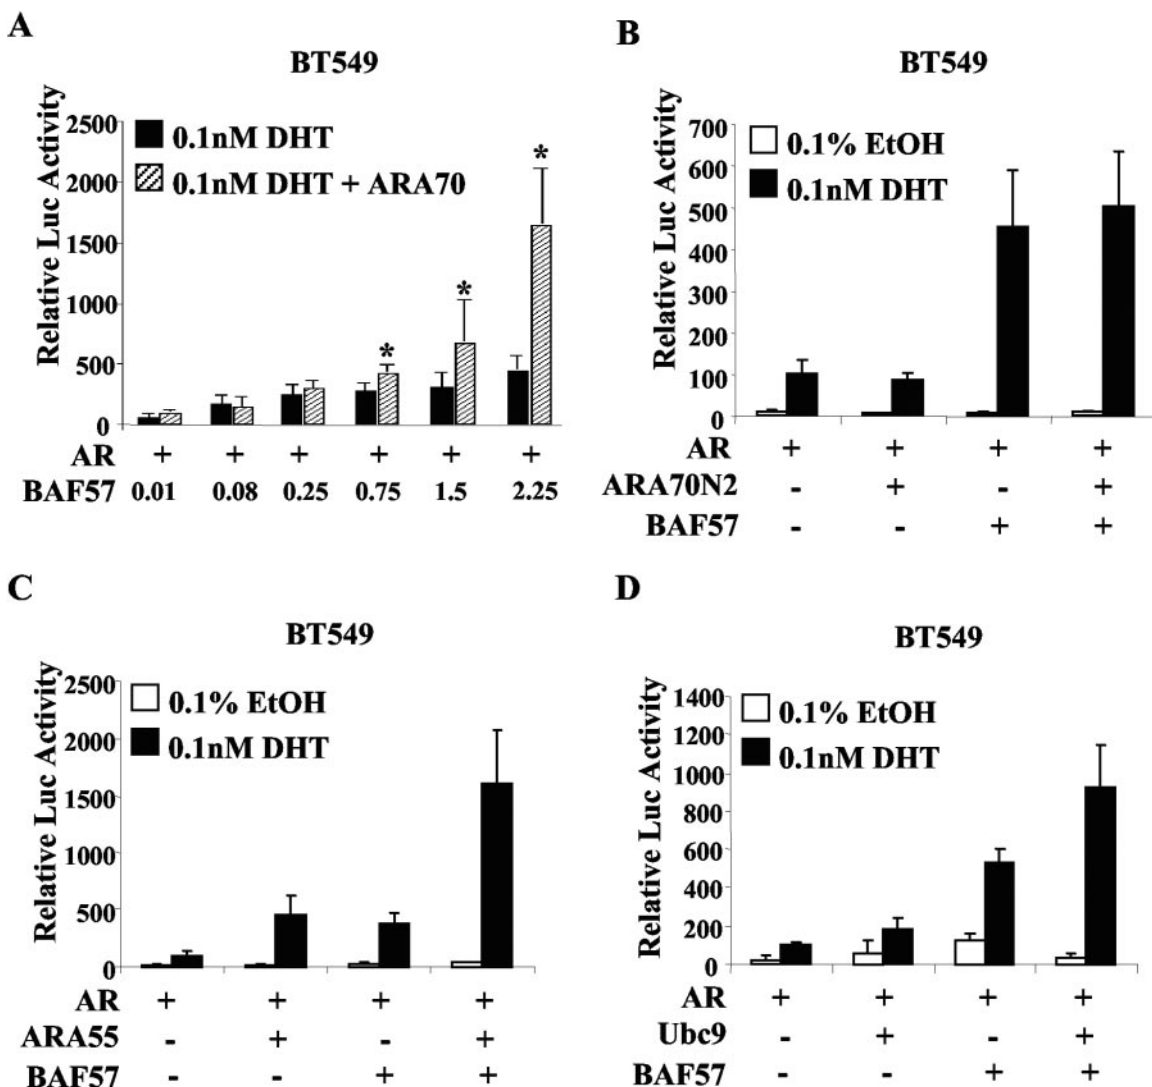 A
BT549
Relative Luc Activity
2500
2000
1500
1000
500
0
0.1nM DHT
0.1nM DHT + ARA70
* * *
AR + + + + + +
BAF57 0.01 0.08 0.25 0.75 1.5 2.25
B
BT549
Relative Luc Activity
700
600
500
400
300
200
100
0
0.1% EtOH
0.1nM DHT
AR + + + +
ARA70N2 - + - +
BAF57 - - + +
C
BT549
Relative Luc Activity
2500
2000
1500
1000
500
0
0.1% EtOH
0.1nM DHT
AR + + + +
ARA55 - + - +
BAF57 - - + +
D
BT549
Relative Luc Activity
1400
1200
1000
800
600
400
200
0
0.1% EtOH
0.1nM DHT
AR + + + +
Ubc9 - + - +
BAF57 - - + +